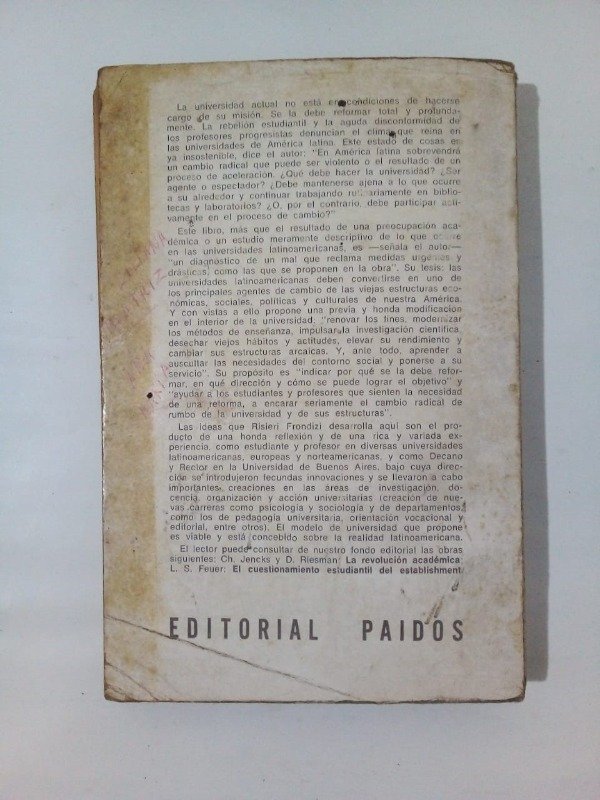 La universidad actual no está en condiciones de hacerse
cargo de su misión. Se la debe reformar total y profunda-
mente. La rebelión estudiantil y la aguda disconformidad de
los profesores progresistas denuncian el clima que reina en
las universidades de América latina. Este estado de cosas es
ya insostenible, dice el autor: "En América latina sobrevendrá
un cambio radical que puede ser violento o el resultado de un
proceso de aceleración. ¿Qué debe hacer la universidad? ¿Ser
agente o espectador? ¿Debe mantenerse ajena a lo que ocurre
a su alrededor y continuar trabajando rutinariamente en biblio-
tecas y laboratorios? ¿O, por el contrario, debe participar acti-
vamente en el proceso de cambio?"
Este libro, más que el resultado de una preocupación aca-
démica o un estudio meramente descriptivo de lo que ocurre
en las universidades latinoamericanas, es —señala el autor—
"un diagnóstico de un mal que reclama medidas urgentes y
drásticas, como las que se proponen en la obra". Su tesis: las
universidades latinoamericanas deben convertirse en uno de
los principales agentes de cambio de las viejas estructuras eco-
nómicas, sociales, políticas y culturales de nuestra América.
Y con vistas a ello propone una previa y honda modificación
en el interior de la universidad: "renovar los fines, modernizar
los métodos de enseñanza, impulsar la investigación científica,
desechar viejos hábitos y actitudes, elevar su rendimiento y
cambiar sus estructuras arcaicas. Y, ante todo, aprender a
auscultar las necesidades del contorno social y ponerse a su
servicio". Su propósito es "indicar por qué se la debe refor-
mar, en qué dirección y cómo se puede lograr el objetivo" y
"ayudar a los estudiantes y profesores que sienten la necesidad
de una reforma, a encarar seriamente el cambio radical de
rumbo de la universidad y de sus estructuras".
Las ideas que Risieri Frondizi desarrolla aquí son el pro-
ducto de una honda reflexión y de una rica y variada ex-
periencia, como estudiante y profesor en diversas universidades
latinoamericanas, europeas y norteamericanas, y como Decano
y Rector en la Universidad de Buenos Aires, bajo cuya direc-
ción se introdujeron fecundas innovaciones y se llevaron a cabo
importantes creaciones en las áreas de investigación, do-
cencia, organización y acción universitarias (creación de nue-
vas carreras como psicología y sociología y de departamentos
como los de pedagogía universitaria, orientación vocacional y
editorial, entre otros). El modelo de universidad que propone
es viable y está concebido sobre la realidad latinoamericana.
El lector puede consultar de nuestro fondo editorial las obras
siguientes: Ch. Jencks y D. Riesman: La revolución académica
L. S. Feuer: El cuestionamiento estudiantil del establishment
EDITORIAL PAIDOS